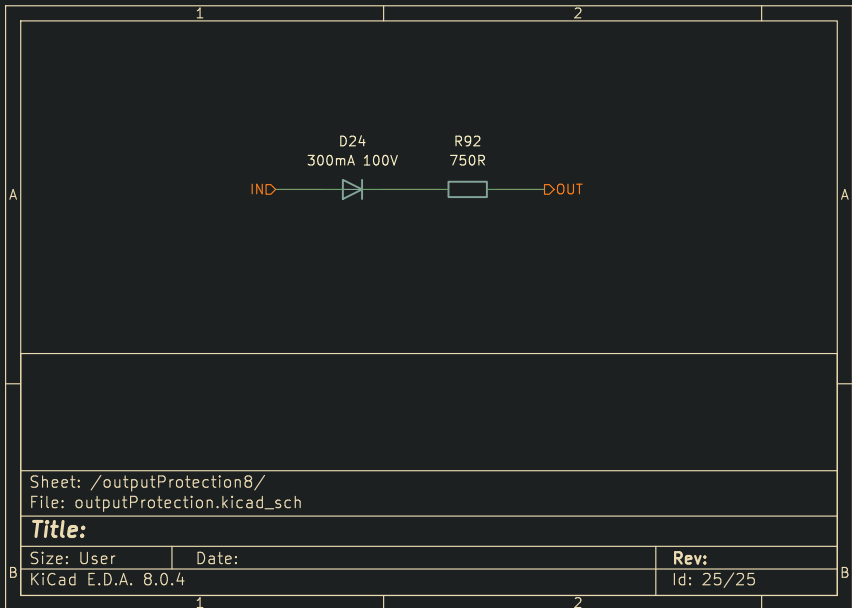 1 2
D24 R92
300mA 100V 750R
IN OUT
A A
Sheet: /outputProtection8/
File: outputProtection.kicad_sch
Title:
Size: User Date: Rev:
B B
KiCad E.D.A. 8.0.4 Id: 25/25
1 2